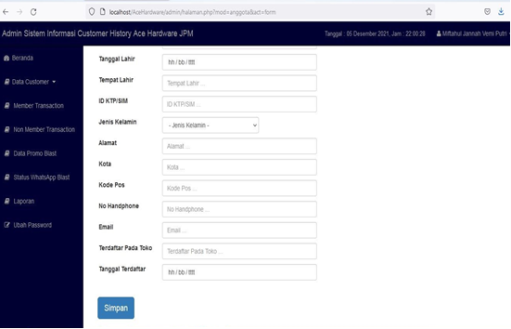 localhost/AceHardware/admin/halaman.php?mod=anggota&act=form
Admin Sistem Informasi Customer History Ace Hardware JPM
Tanggal : 05 Desember 2021, Jam : 22:00:28
Miftahul Jannah Verni Putri
Beranda
Data Customer
Member Transaction
Non Member Transaction
Data Promo Blast
Status WhatsApp Blast
Laporan
Ubah Password
Tanggal Lahir
hh / bb / tttt
Tempat Lahir
Tempat Lahir ...
ID KTP/SIM
ID KTP/SIM ...
Jenis Kelamin
- Jenis Kelamin -
Alamat
Alamat ...
Kota
Kota ...
Kode Pos
Kode Pos ...
No Handphone
No Handphone ...
Email
Email ...
Terdaftar Pada Toko
Terdaftar Pada Toko ...
Tanggal Terdaftar
hh / bb / tttt
Simpan